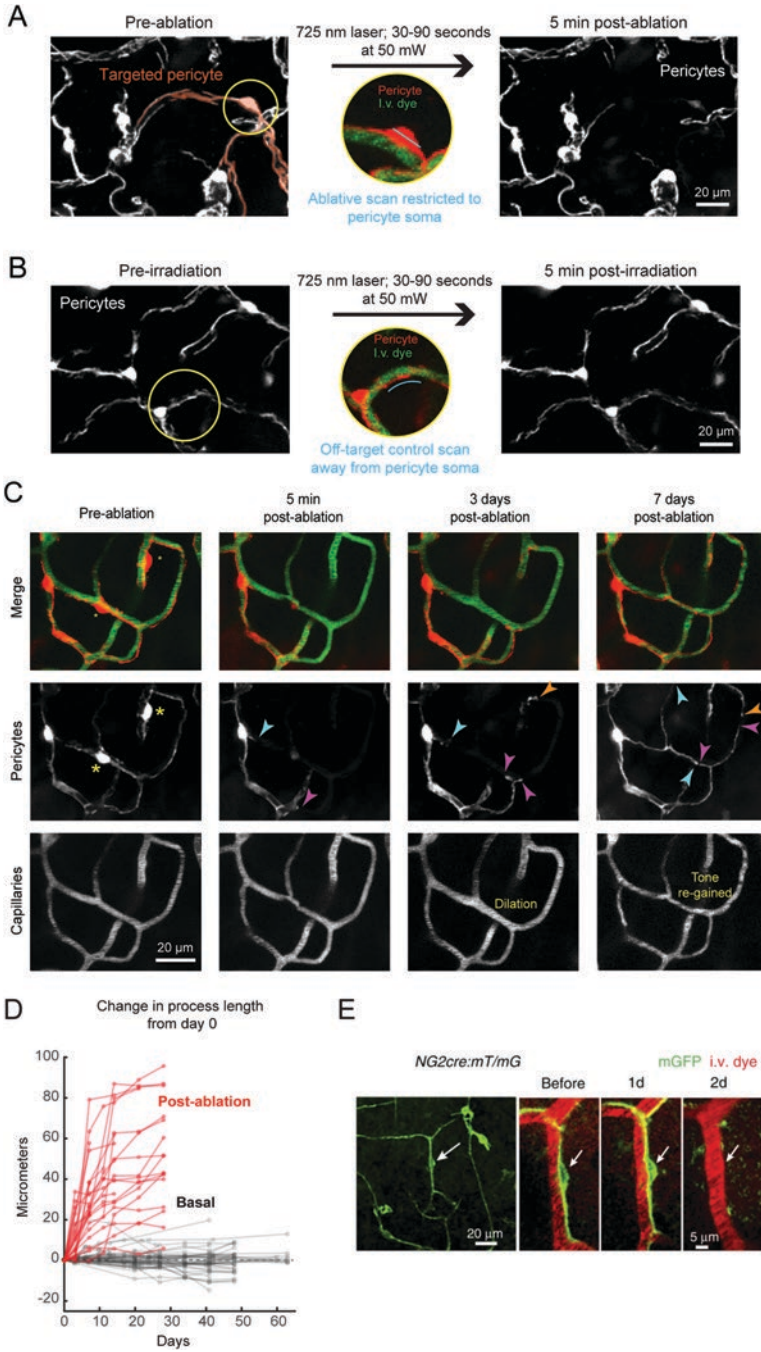 A
Pre-ablation
725 nm laser; 30-90 seconds
at 50 mW
5 min post-ablation
Targeted pericyte
Pericyte
I.v. dye
Pericytes
Ablative scan restricted to
pericyte soma
20 µm
B
Pre-irradiation
725 nm laser; 30-90 seconds
at 50 mW
5 min post-irradiation
Pericytes
Pericyte
I.v. dye
Off-target control scan
away from pericyte soma
20 µm
C
Pre-ablation
5 min
post-ablation
3 days
post-ablation
7 days
post-ablation
Merge
Pericytes
*
*
Capillaries
20 µm
Dilation
Tone
re-gained
D
Change in process length
from day 0
Micrometers
100
80
60
40
20
0
-20
Post-ablation
Basal
0 10 20 30 40 50 60
Days
E
NG2cre:mT/mG
mGFP i.v. dye
Before
1d
2d
20 µm
5 µm